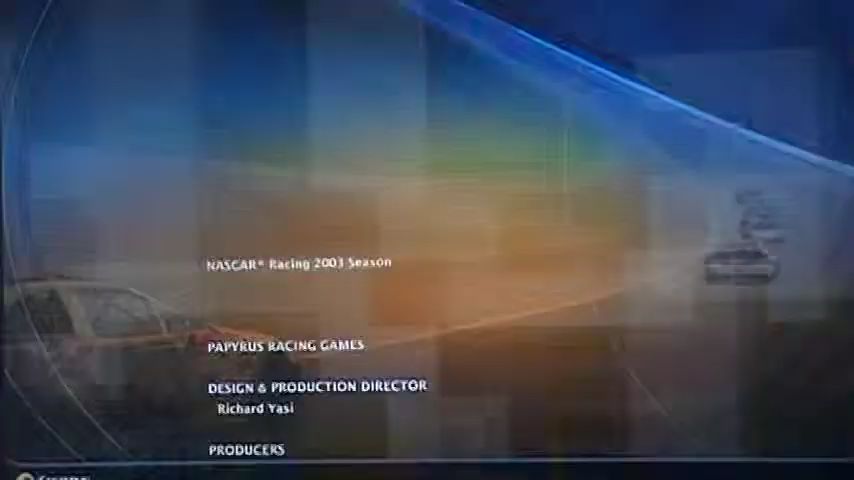 NASCAR® Racing 2003 Season
PAPYRUS RACING GAMES
DESIGN & PRODUCTION DIRECTOR
Richard Yasi
PRODUCERS